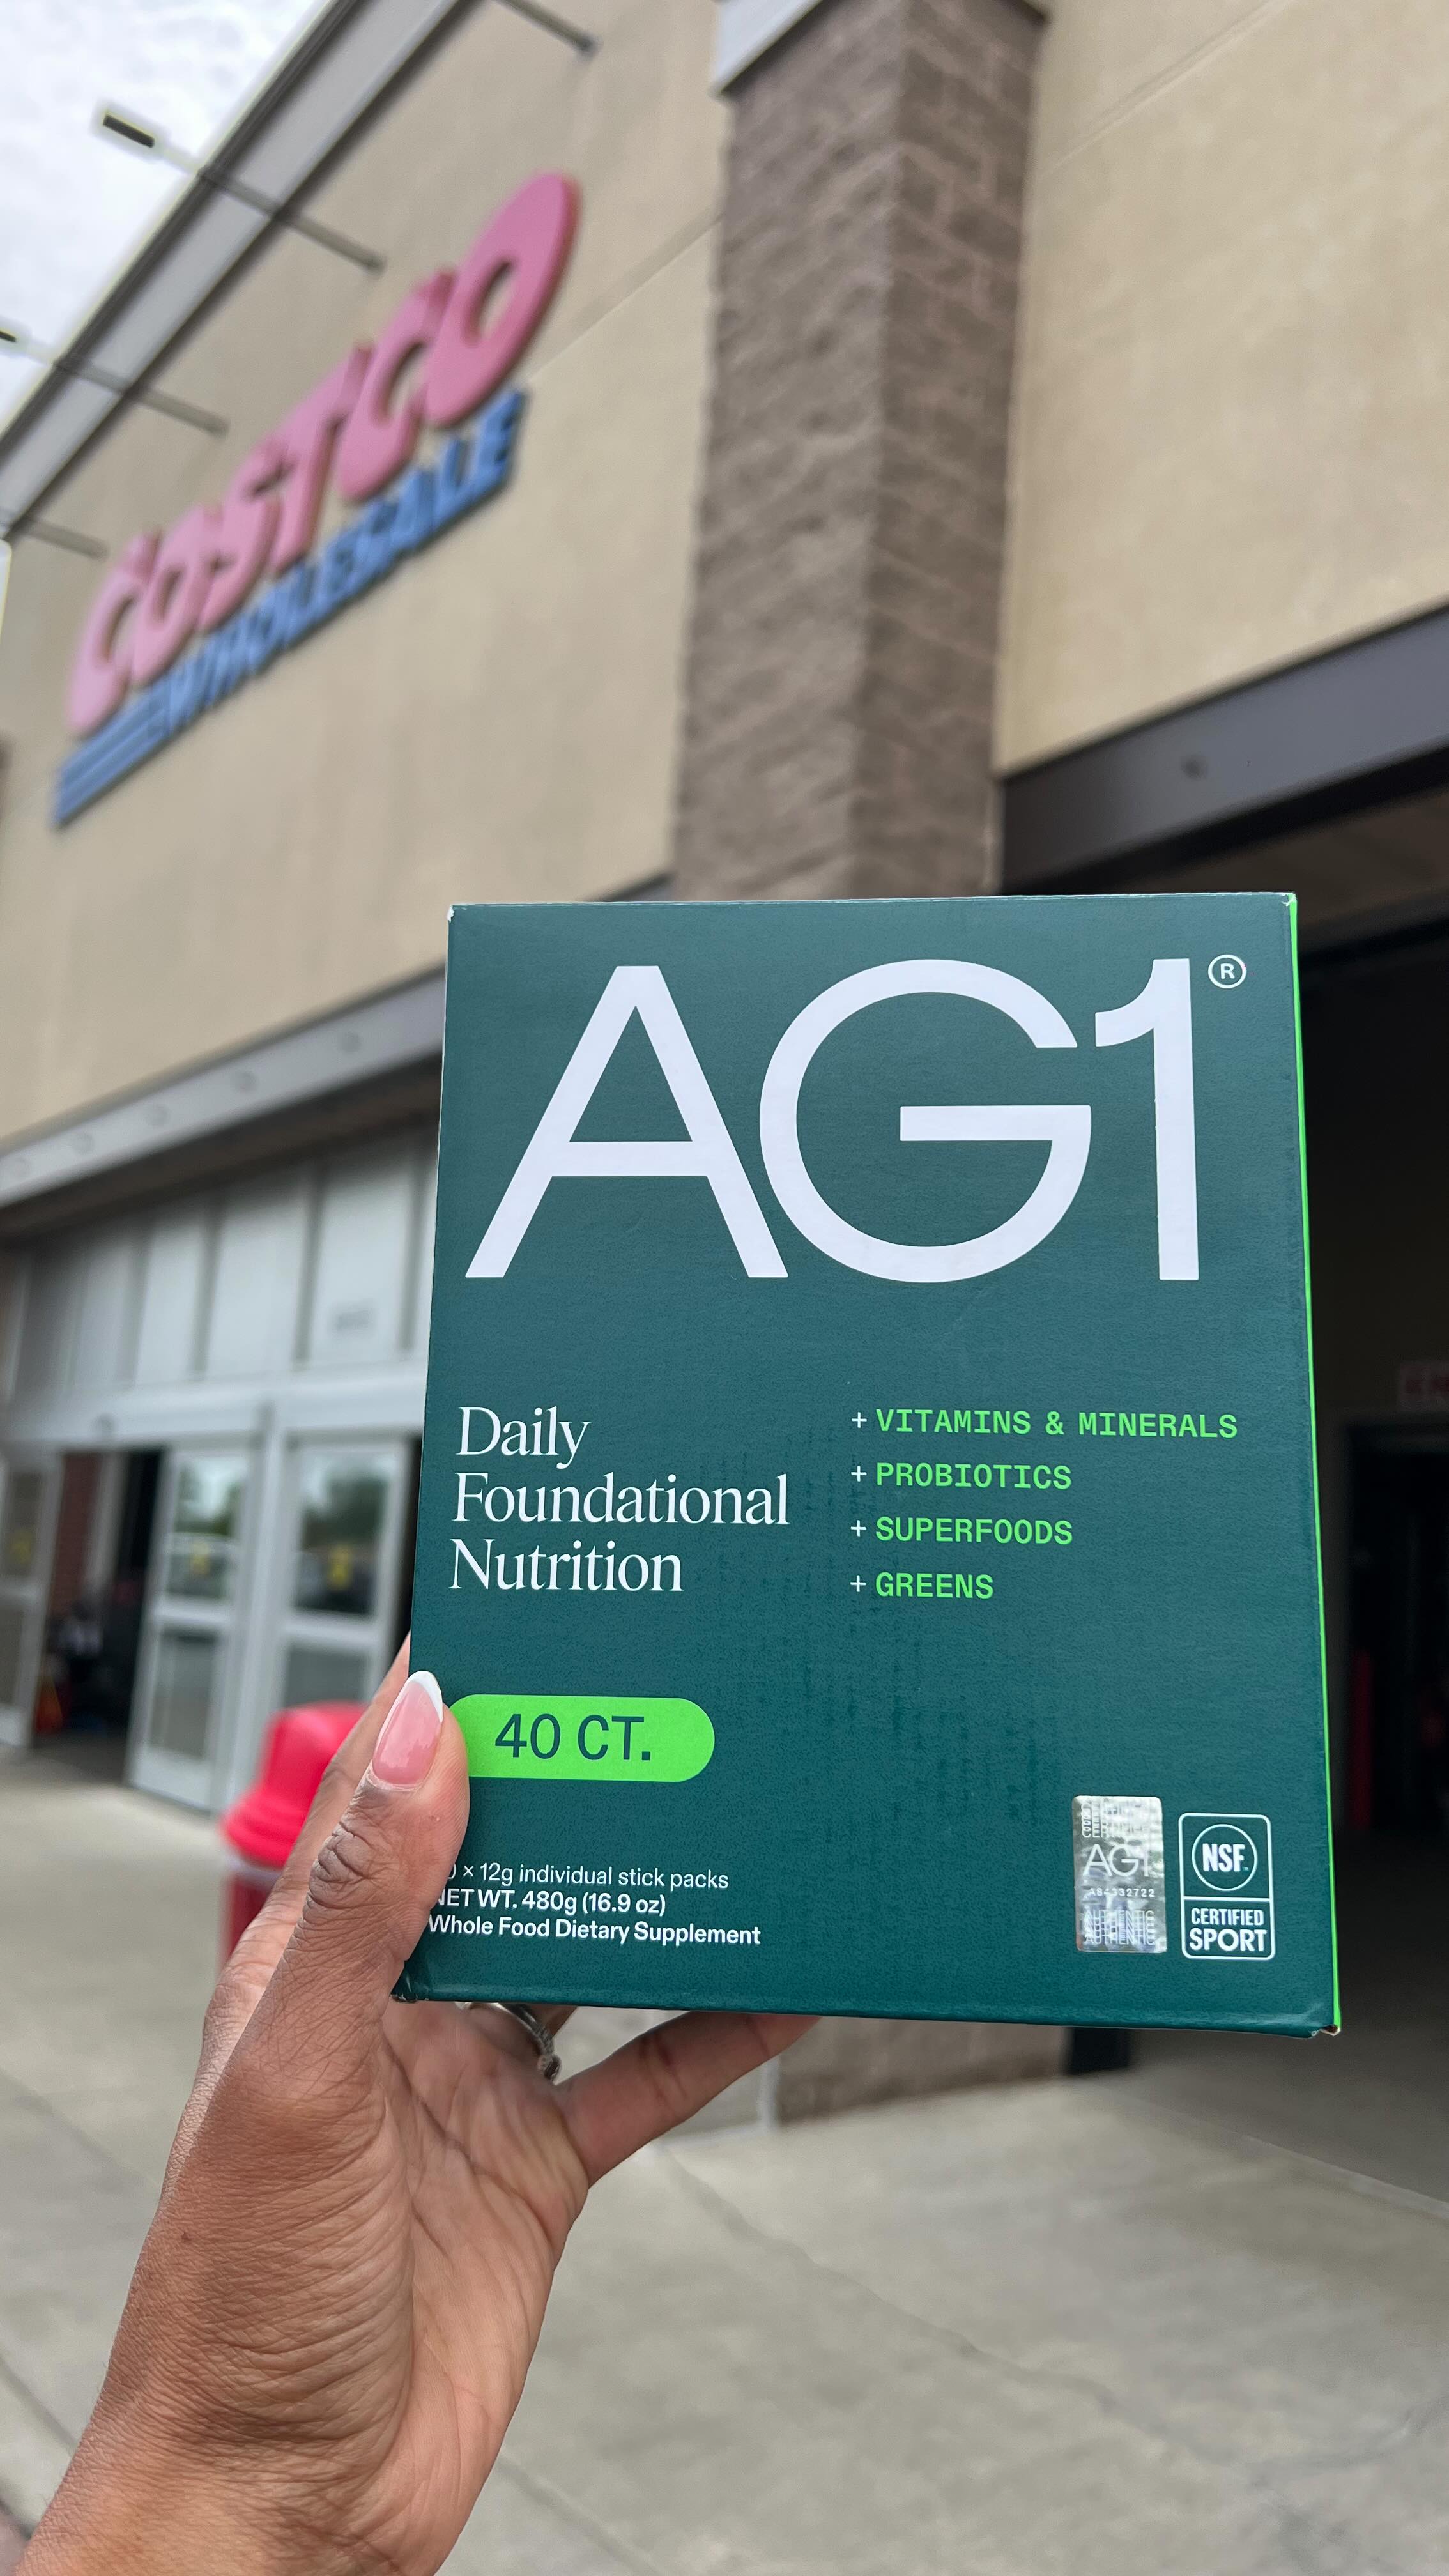 COSTCO
WHOLESALE
AG1®
Daily
Foundational
Nutrition
+ VITAMINS & MINERALS
+ PROBIOTICS
+ SUPERFOODS
+ GREENS
40 CT.
× 12g individual stick packs
NET WT. 480g (16.9 oz)
Whole Food Dietary Supplement
AG1
AUTHENTIC
NSF
CERTIFIED
SPORT